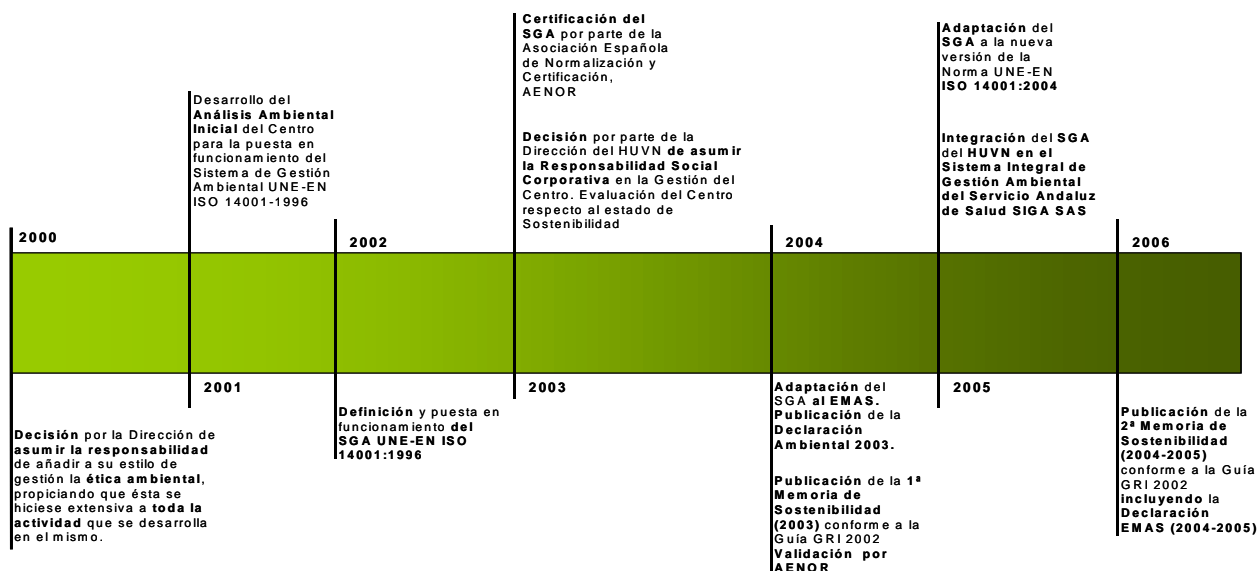 2000
Decisión por la Dirección de
asumir la responsabilidad
de añadir a su estilo de
gestión la ética ambiental,
propiciando que ésta se
hiciese extensiva a toda la
actividad que se desarrolla
en el mismo.
Desarrollo del
Análisis Ambiental
Inicial del Centro
para la puesta en
funcionamiento del
Sistema de Gestión
Ambiental UNE-EN
ISO 14001-1996
2001
2002
Definición y puesta en
funcionamiento del
SGA UNE-EN ISO
14001:1996
Certificación del
SGA por parte de la
Asociación Española
de Normalización y
Certificación,
AENOR
Decisión por parte de la
Dirección del HUVN de asumir
la Responsabilidad Social
Corporativa en la Gestión del
Centro. Evaluación del Centro
respecto al estado de
Sostenibilidad
2003
2004
Adaptación del
SGA al EMAS.
Publicación de la
Declaración
Ambiental 2003.
Publicación de la 1ª
Memoria de
Sostenibilidad
(2003) conforme a la
Guía GRI 2002
Validación por
AENOR
Adaptación del
SGA a la nueva
versión de la
Norma UNE-EN
ISO 14001:2004
Integración del SGA
del HUVN en el
Sistema Integral de
Gestión Ambiental
del Servicio Andaluz
de Salud SIGA SAS
2005
2006
Publicación de la
2ª Memoria de
Sostenibilidad
(2004-2005)
conforme a la Guía
GRI 2002
incluyendo la
Declaración
EMAS (2004-2005)